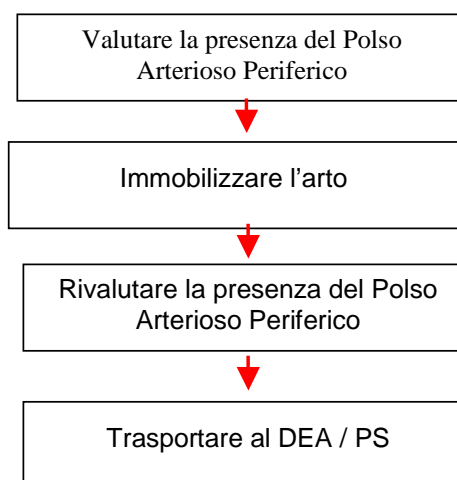 Valutare la presenza del Polso
Arterioso Periferico
Immobilizzare l’arto
Rivalutare la presenza del Polso
Arterioso Periferico
Trasportare al DEA / PS